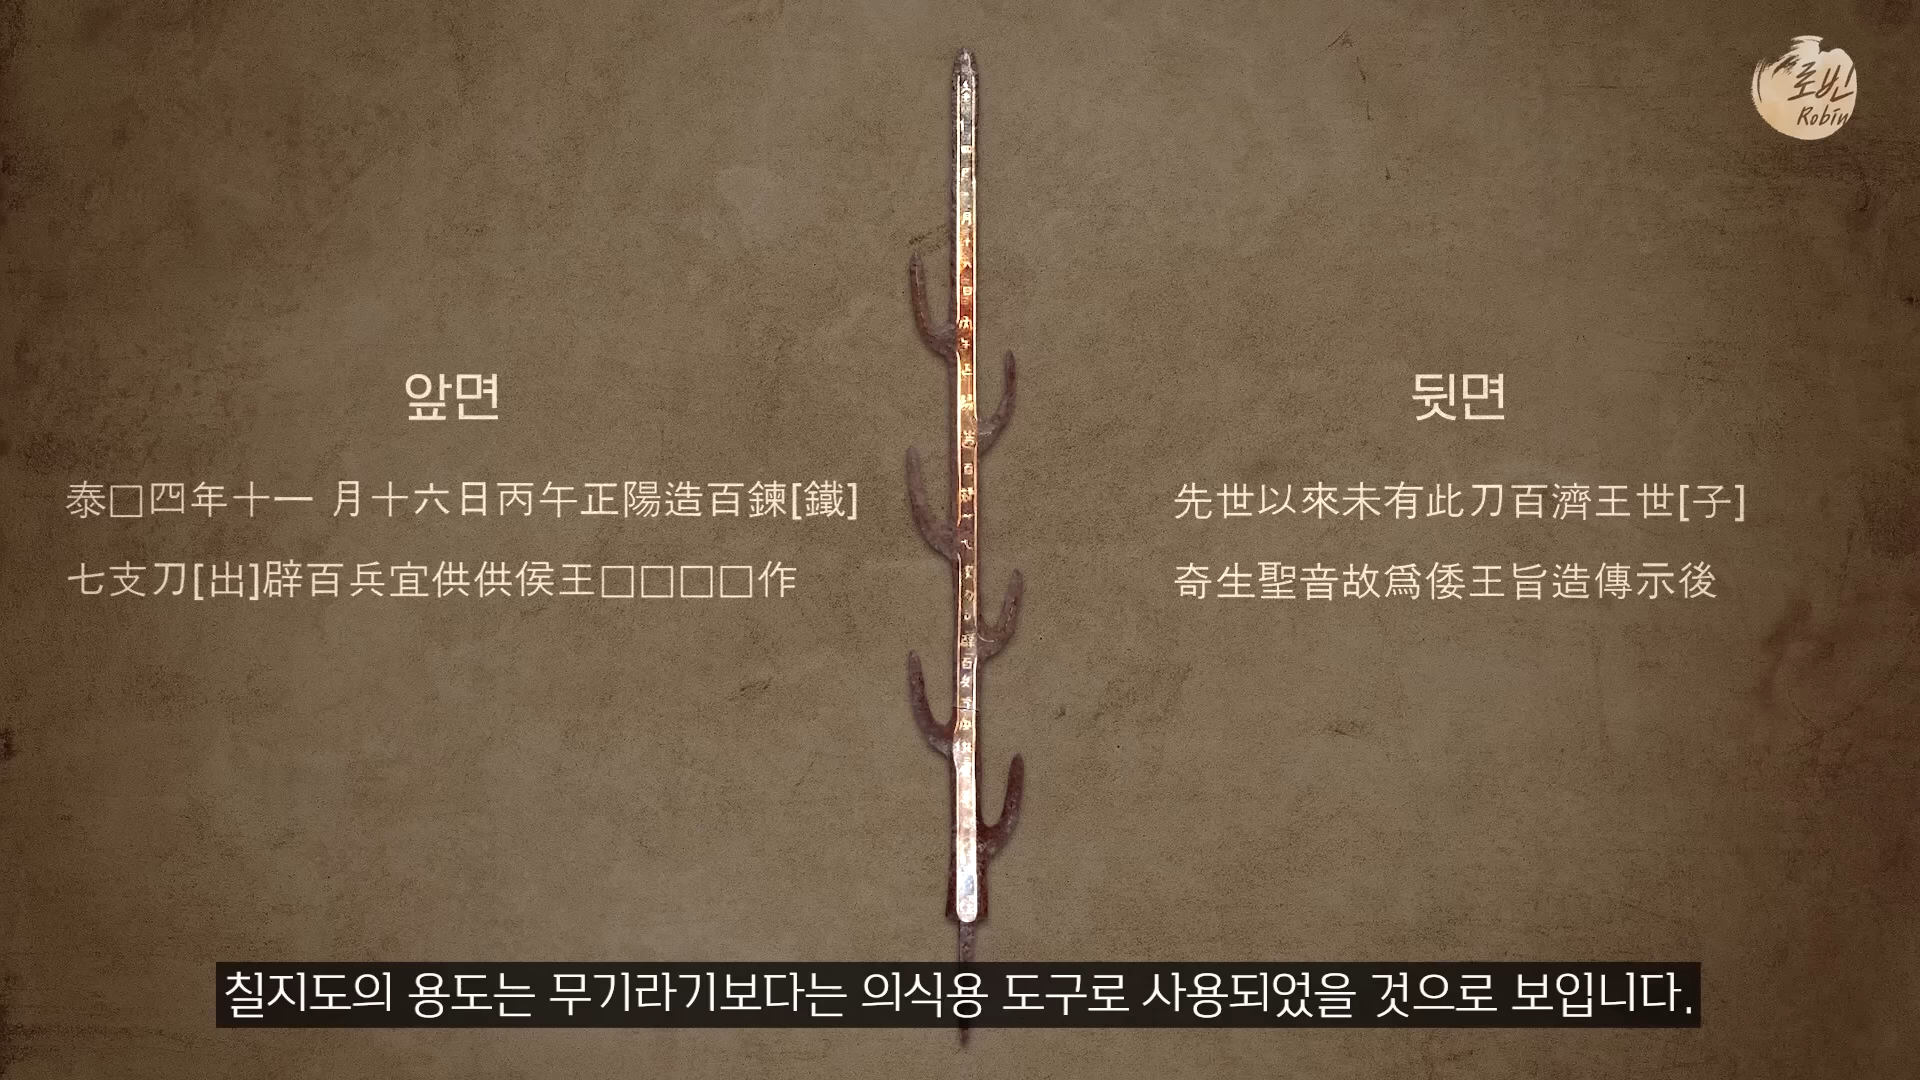 로빈
Robin
앞면
泰□四年十一 月十六日丙午正陽造百鍊[鐵]
七支刀[出]辟百兵宜供供侯王□□□□作
뒷면
先世以來未有此刀百濟王世[子]
奇生聖音故爲倭王旨造傳示後
칠지도의 용도는 무기라기보다는 의식용 도구로 사용되었을 것으로 보입니다.